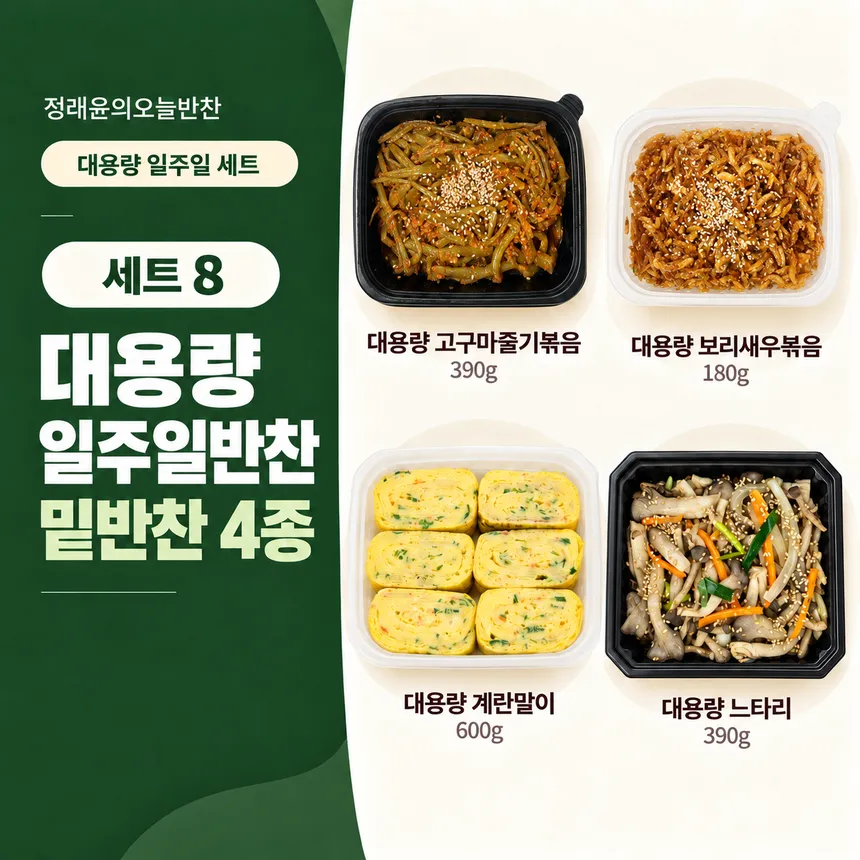 정래윤의오늘반찬
대용량 일주일 세트
세트 8
대용량
일주일반찬
밑반찬 4종
대용량 고구마줄기볶음
390g
대용량 보리새우볶음
180g
대용량 계란말이
600g
대용량 느타리
390g